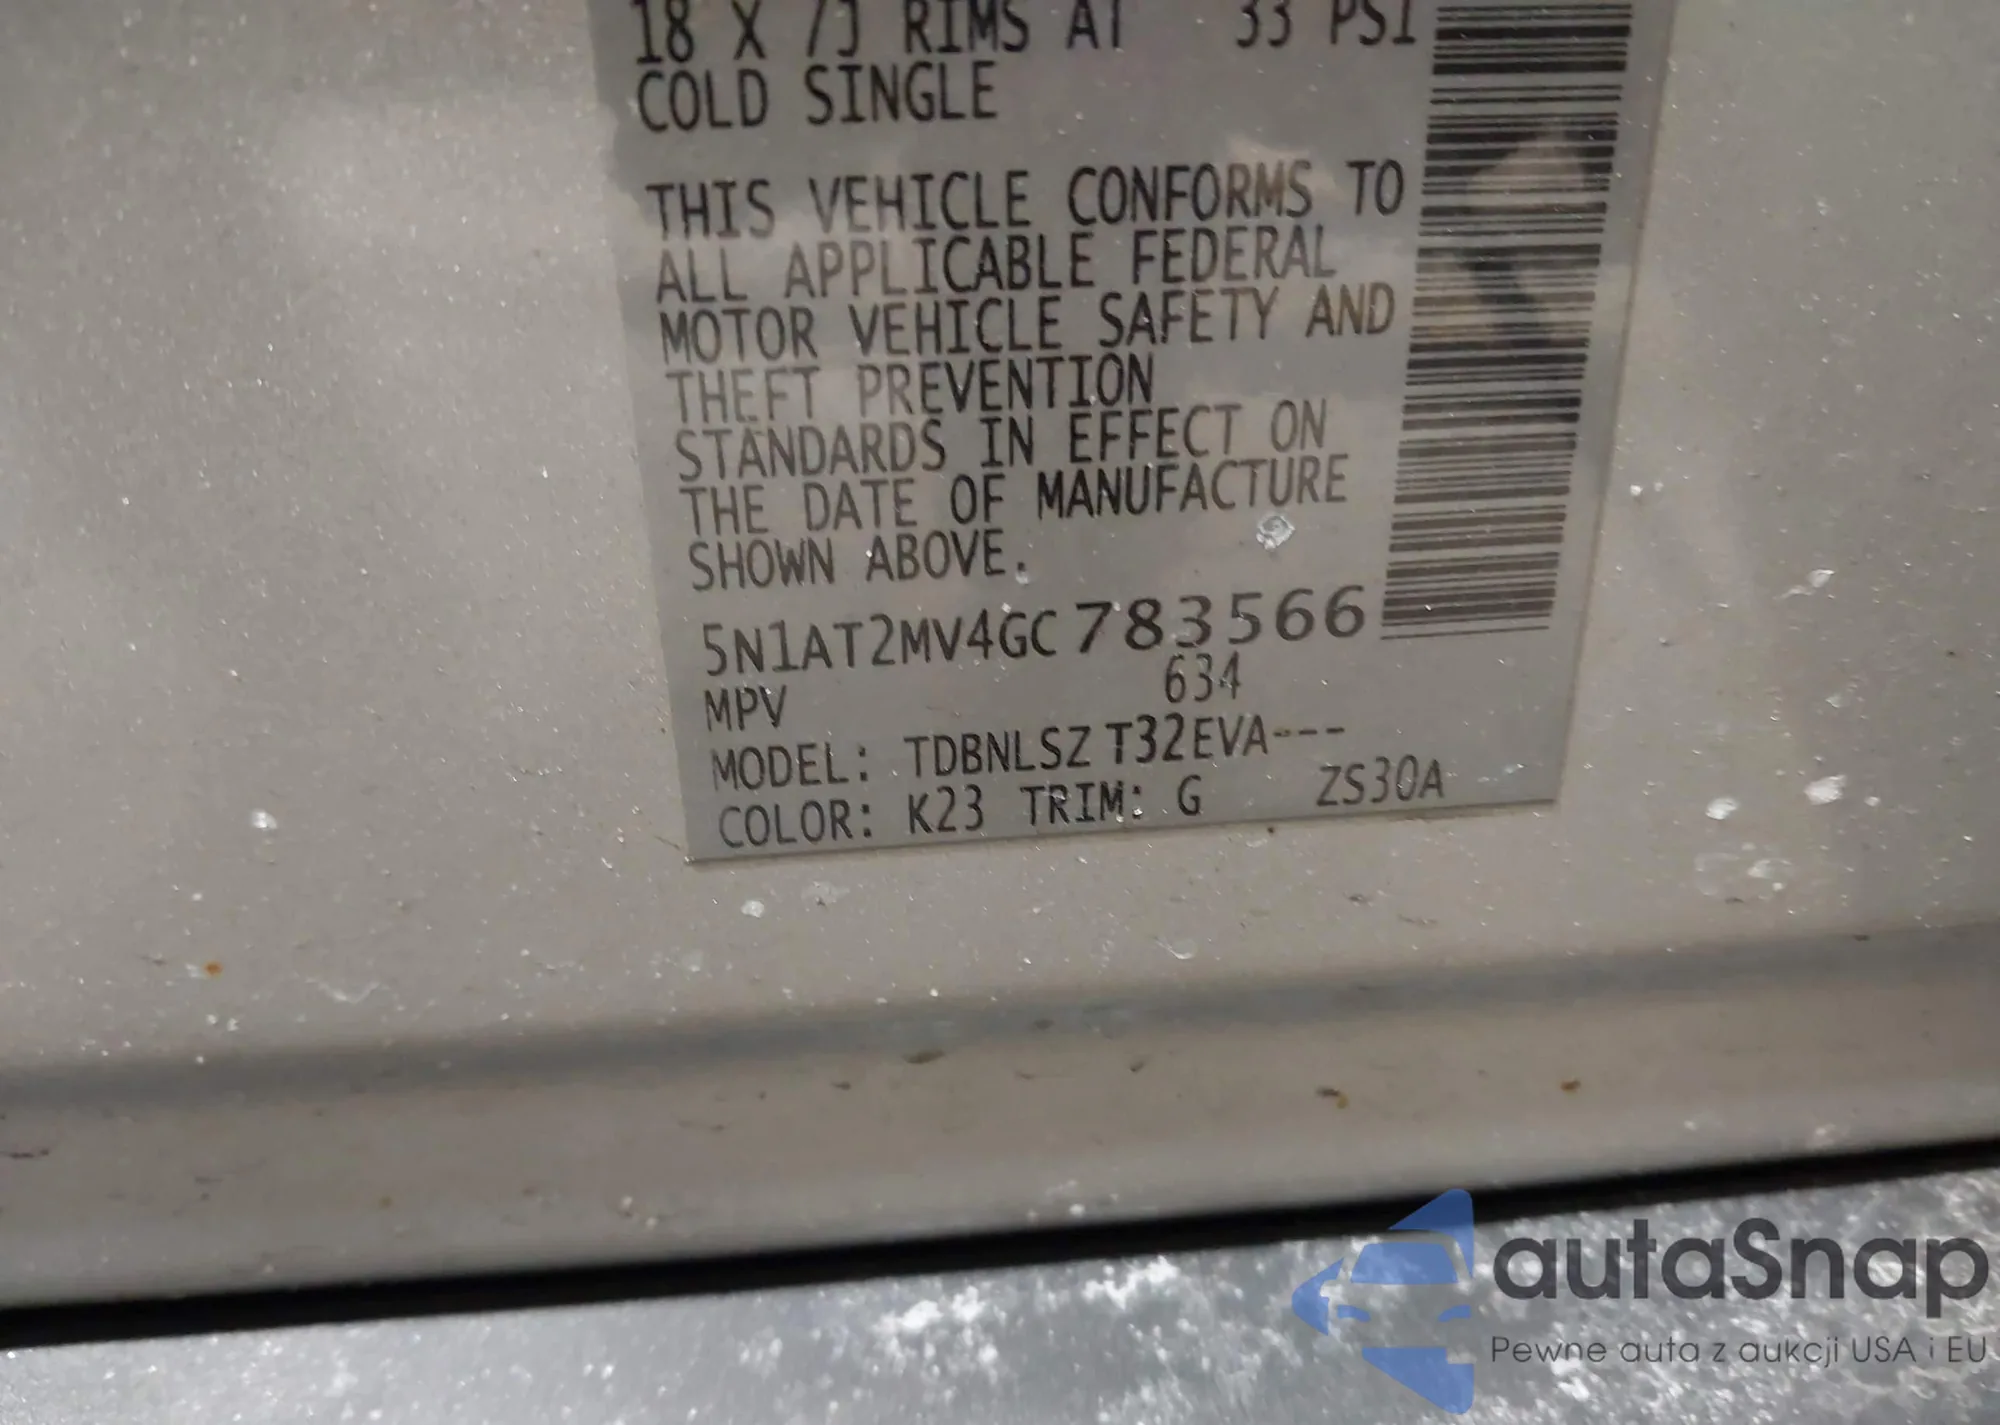 18 X 7J RIMS AT 33 PSI
COLD SINGLE
THIS VEHICLE CONFORMS TO
ALL APPLICABLE FEDERAL
MOTOR VEHICLE SAFETY AND
THEFT PREVENTION
STANDARDS IN EFFECT ON
THE DATE OF MANUFACTURE
SHOWN ABOVE.
5N1AT2MV4GC783566
MPV 634
MODEL: TDBNLSZ T32EVA---
COLOR: K23 TRIM: G ZS30A
autaSnap
Pewne auta z aukcji USA i EU